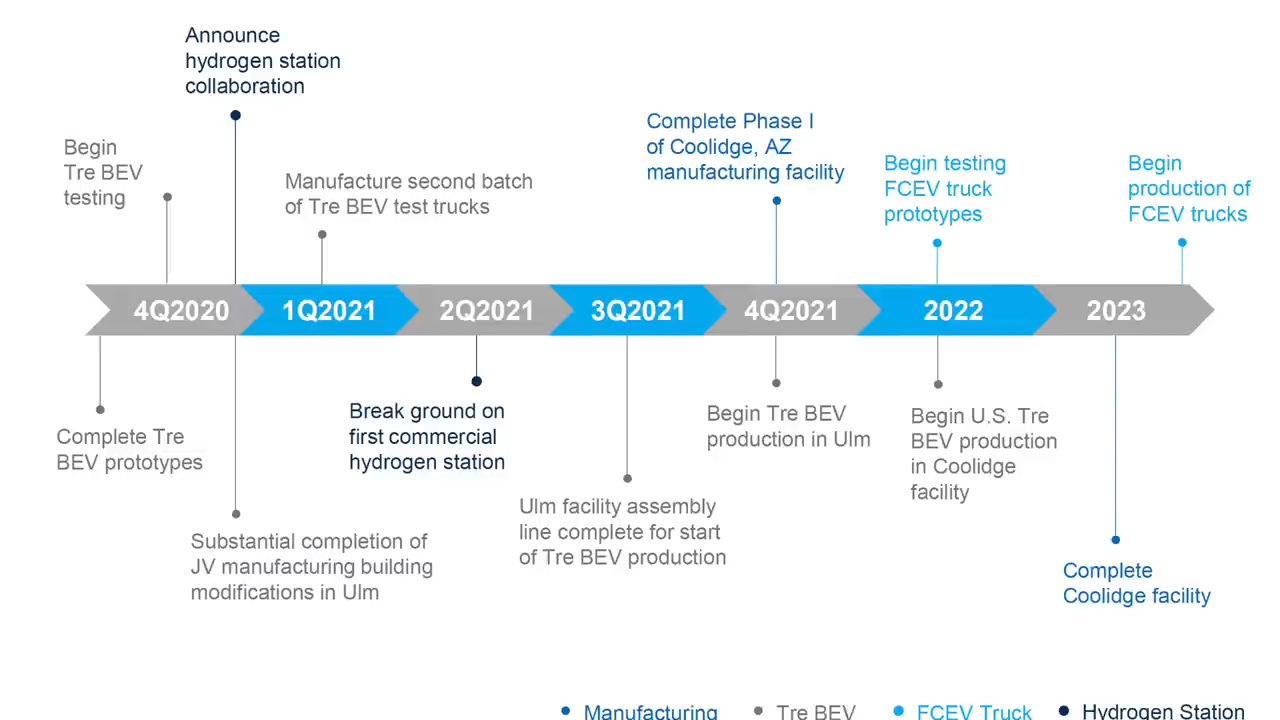 Announce
hydrogen station
collaboration
Begin
Tre BEV
testing
Manufacture second batch
of Tre BEV test trucks
Complete Phase I
of Coolidge, AZ
manufacturing facility
Begin testing
FCEV truck
prototypes
Begin
production of
FCEV trucks
4Q2020
1Q2021
2Q2021
3Q2021
4Q2021
2022
2023
Complete Tre
BEV prototypes
Substantial completion of
JV manufacturing building
modifications in Ulm
Break ground on
first commercial
hydrogen station
Ulm facility assembly
line complete for start
of Tre BEV production
Begin Tre BEV
production in Ulm
Begin U.S. Tre
BEV production
in Coolidge
facility
Complete
Coolidge facility
Manufacturing
Tre BEV
FCEV Truck
Hydrogen Station